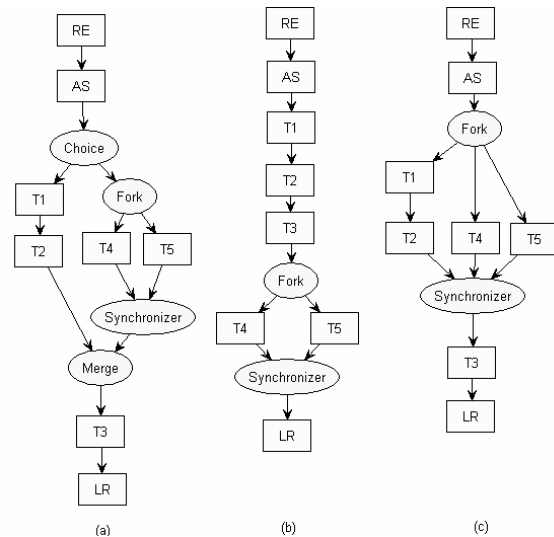 RE
AS
Choice
T1
Fork
T2
T4
T5
Synchronizer
Merge
T3
LR
(a)
RE
AS
T1
T2
T3
Fork
T4
T5
Synchronizer
LR
(b)
RE
AS
Fork
T1
T2
T4
T5
Synchronizer
T3
LR
(c)